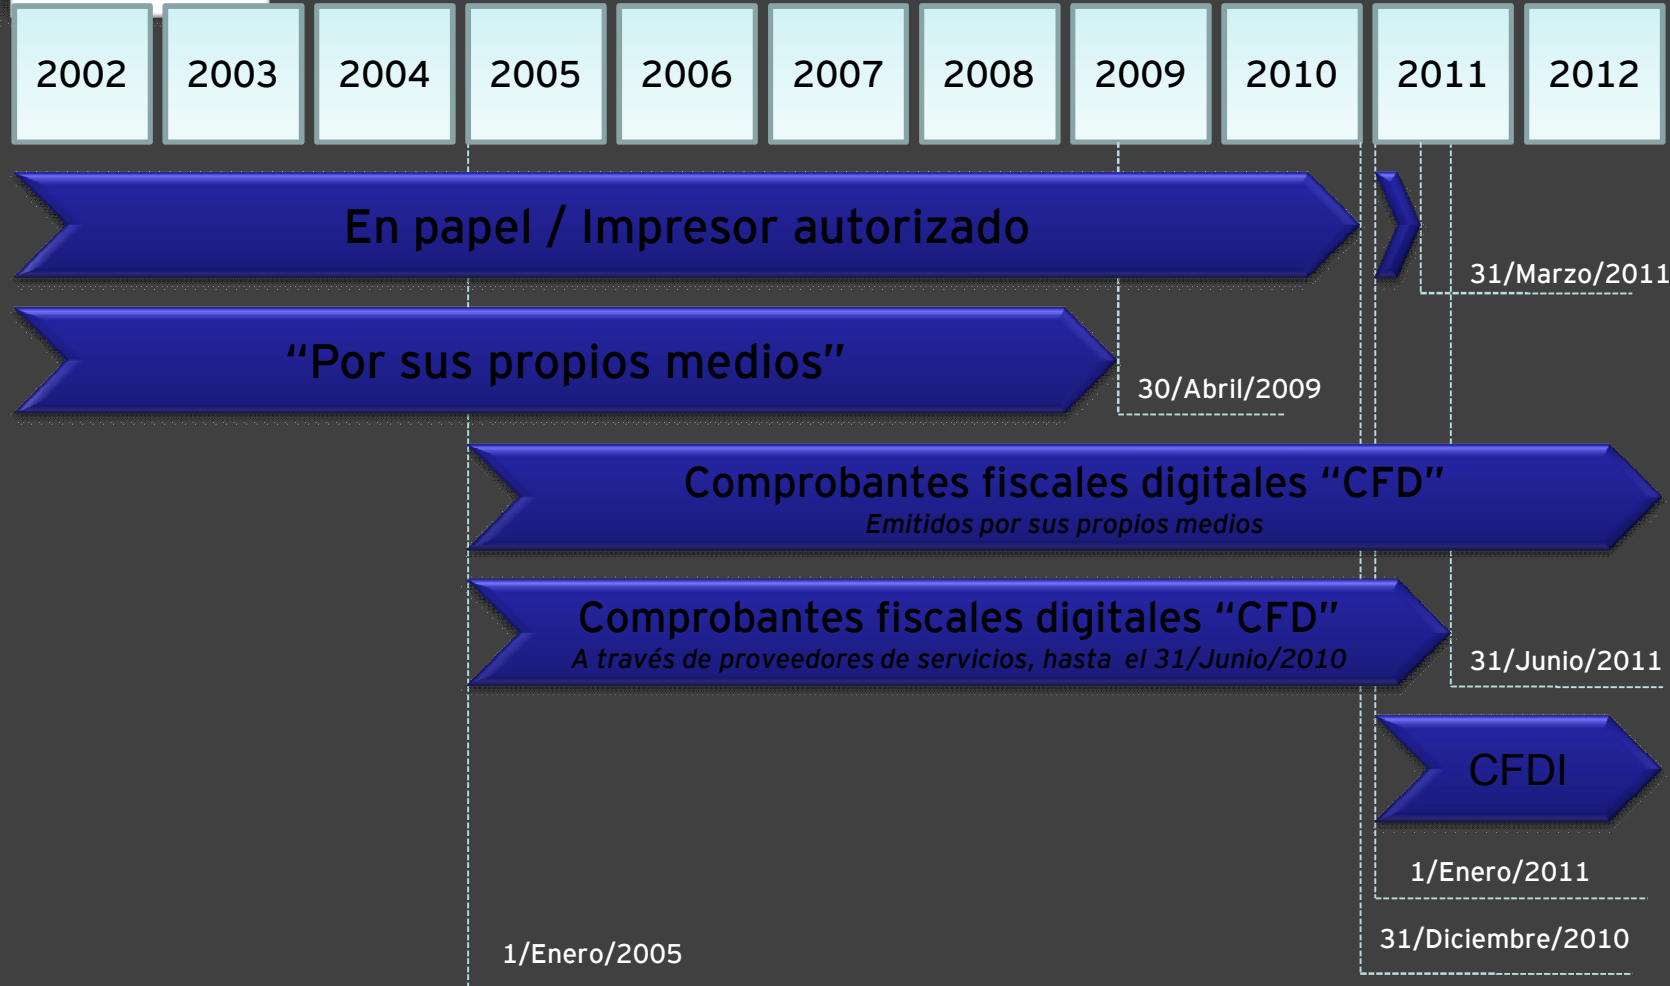 2002 2003 2004 2005 2006 2007 2008 2009 2010 2011 2012
En papel / Impresor autorizado
31/Marzo/2011
“Por sus propios medios”
30/Abril/2009
Comprobantes fiscales digitales “CFD”
Emitidos por sus propios medios
Comprobantes fiscales digitales “CFD”
A través de proveedores de servicios, hasta el 31/Junio/2010
31/Junio/2011
CFDI
1/Enero/2011
31/Diciembre/2010
1/Enero/2005